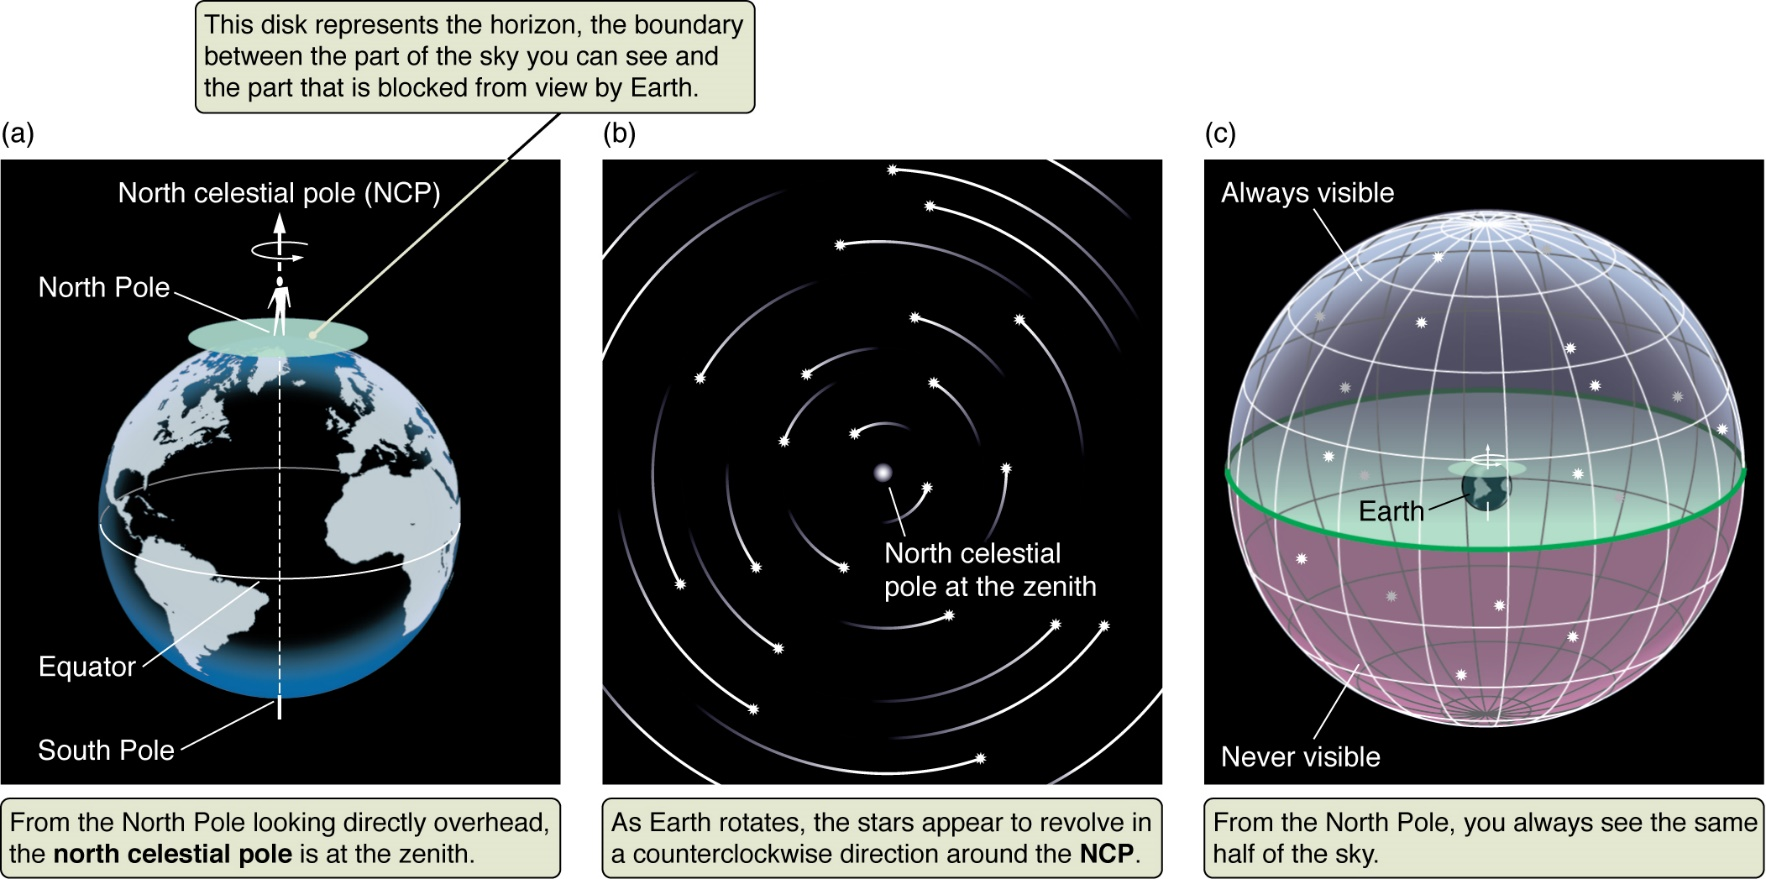 This disk represents the horizon, the boundary
between the part of the sky you can see and
the part that is blocked from view by Earth.
(a)
North celestial pole (NCP)
North Pole
Equator
South Pole
From the North Pole looking directly overhead,
the north celestial pole is at the zenith.
(b)
North celestial
pole at the zenith
As Earth rotates, the stars appear to revolve in
a counterclockwise direction around the NCP.
(c)
Always visible
Earth
Never visible
From the North Pole, you always see the same
half of the sky.